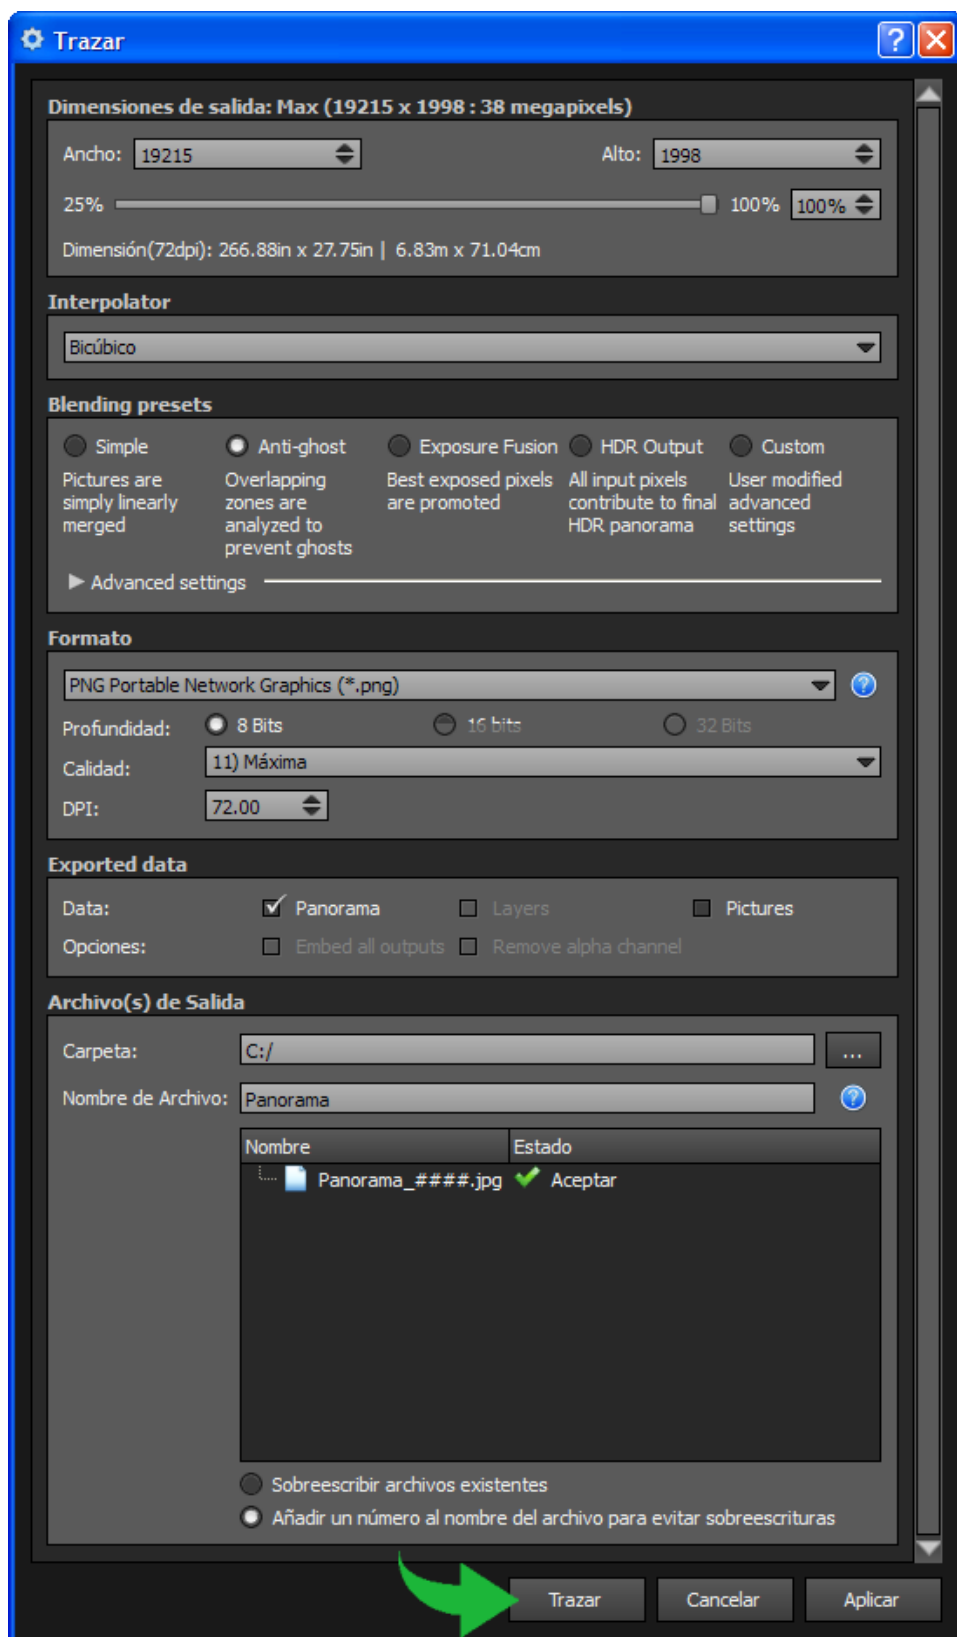 Trazar
Dimensiones de salida: Max (19215 x 1998 : 38 megapixels)
Ancho: 19215 Alto: 1998
25% 100% 100%
Dimensión(72dpi): 266.88in x 27.75in | 6.83m x 71.04cm
Interpolator
Bicúbico
Blending presets
Simple Anti-ghost Exposure Fusion HDR Output Custom
Pictures are Overlapping Best exposed pixels All input pixels User modified
simply linearly zones are are promoted contribute to final advanced
merged analyzed to HDR panorama settings
prevent ghosts
Advanced settings
Formato
PNG Portable Network Graphics (*.png)
Profundidad: 8 Bits 16 bits 32 Bits
Calidad: 11) Máxima
DPI: 72.00
Exported data
Data: Panorama Layers Pictures
Opciones: Embed all outputs Remove alpha channel
Archivo(s) de Salida
Carpeta: C:/ ...
Nombre de Archivo: Panorama
Nombre Estado
Panorama_####.jpg Aceptar
Sobreescribir archivos existentes
Añadir un número al nombre del archivo para evitar sobreescrituras
Trazar Cancelar Aplicar